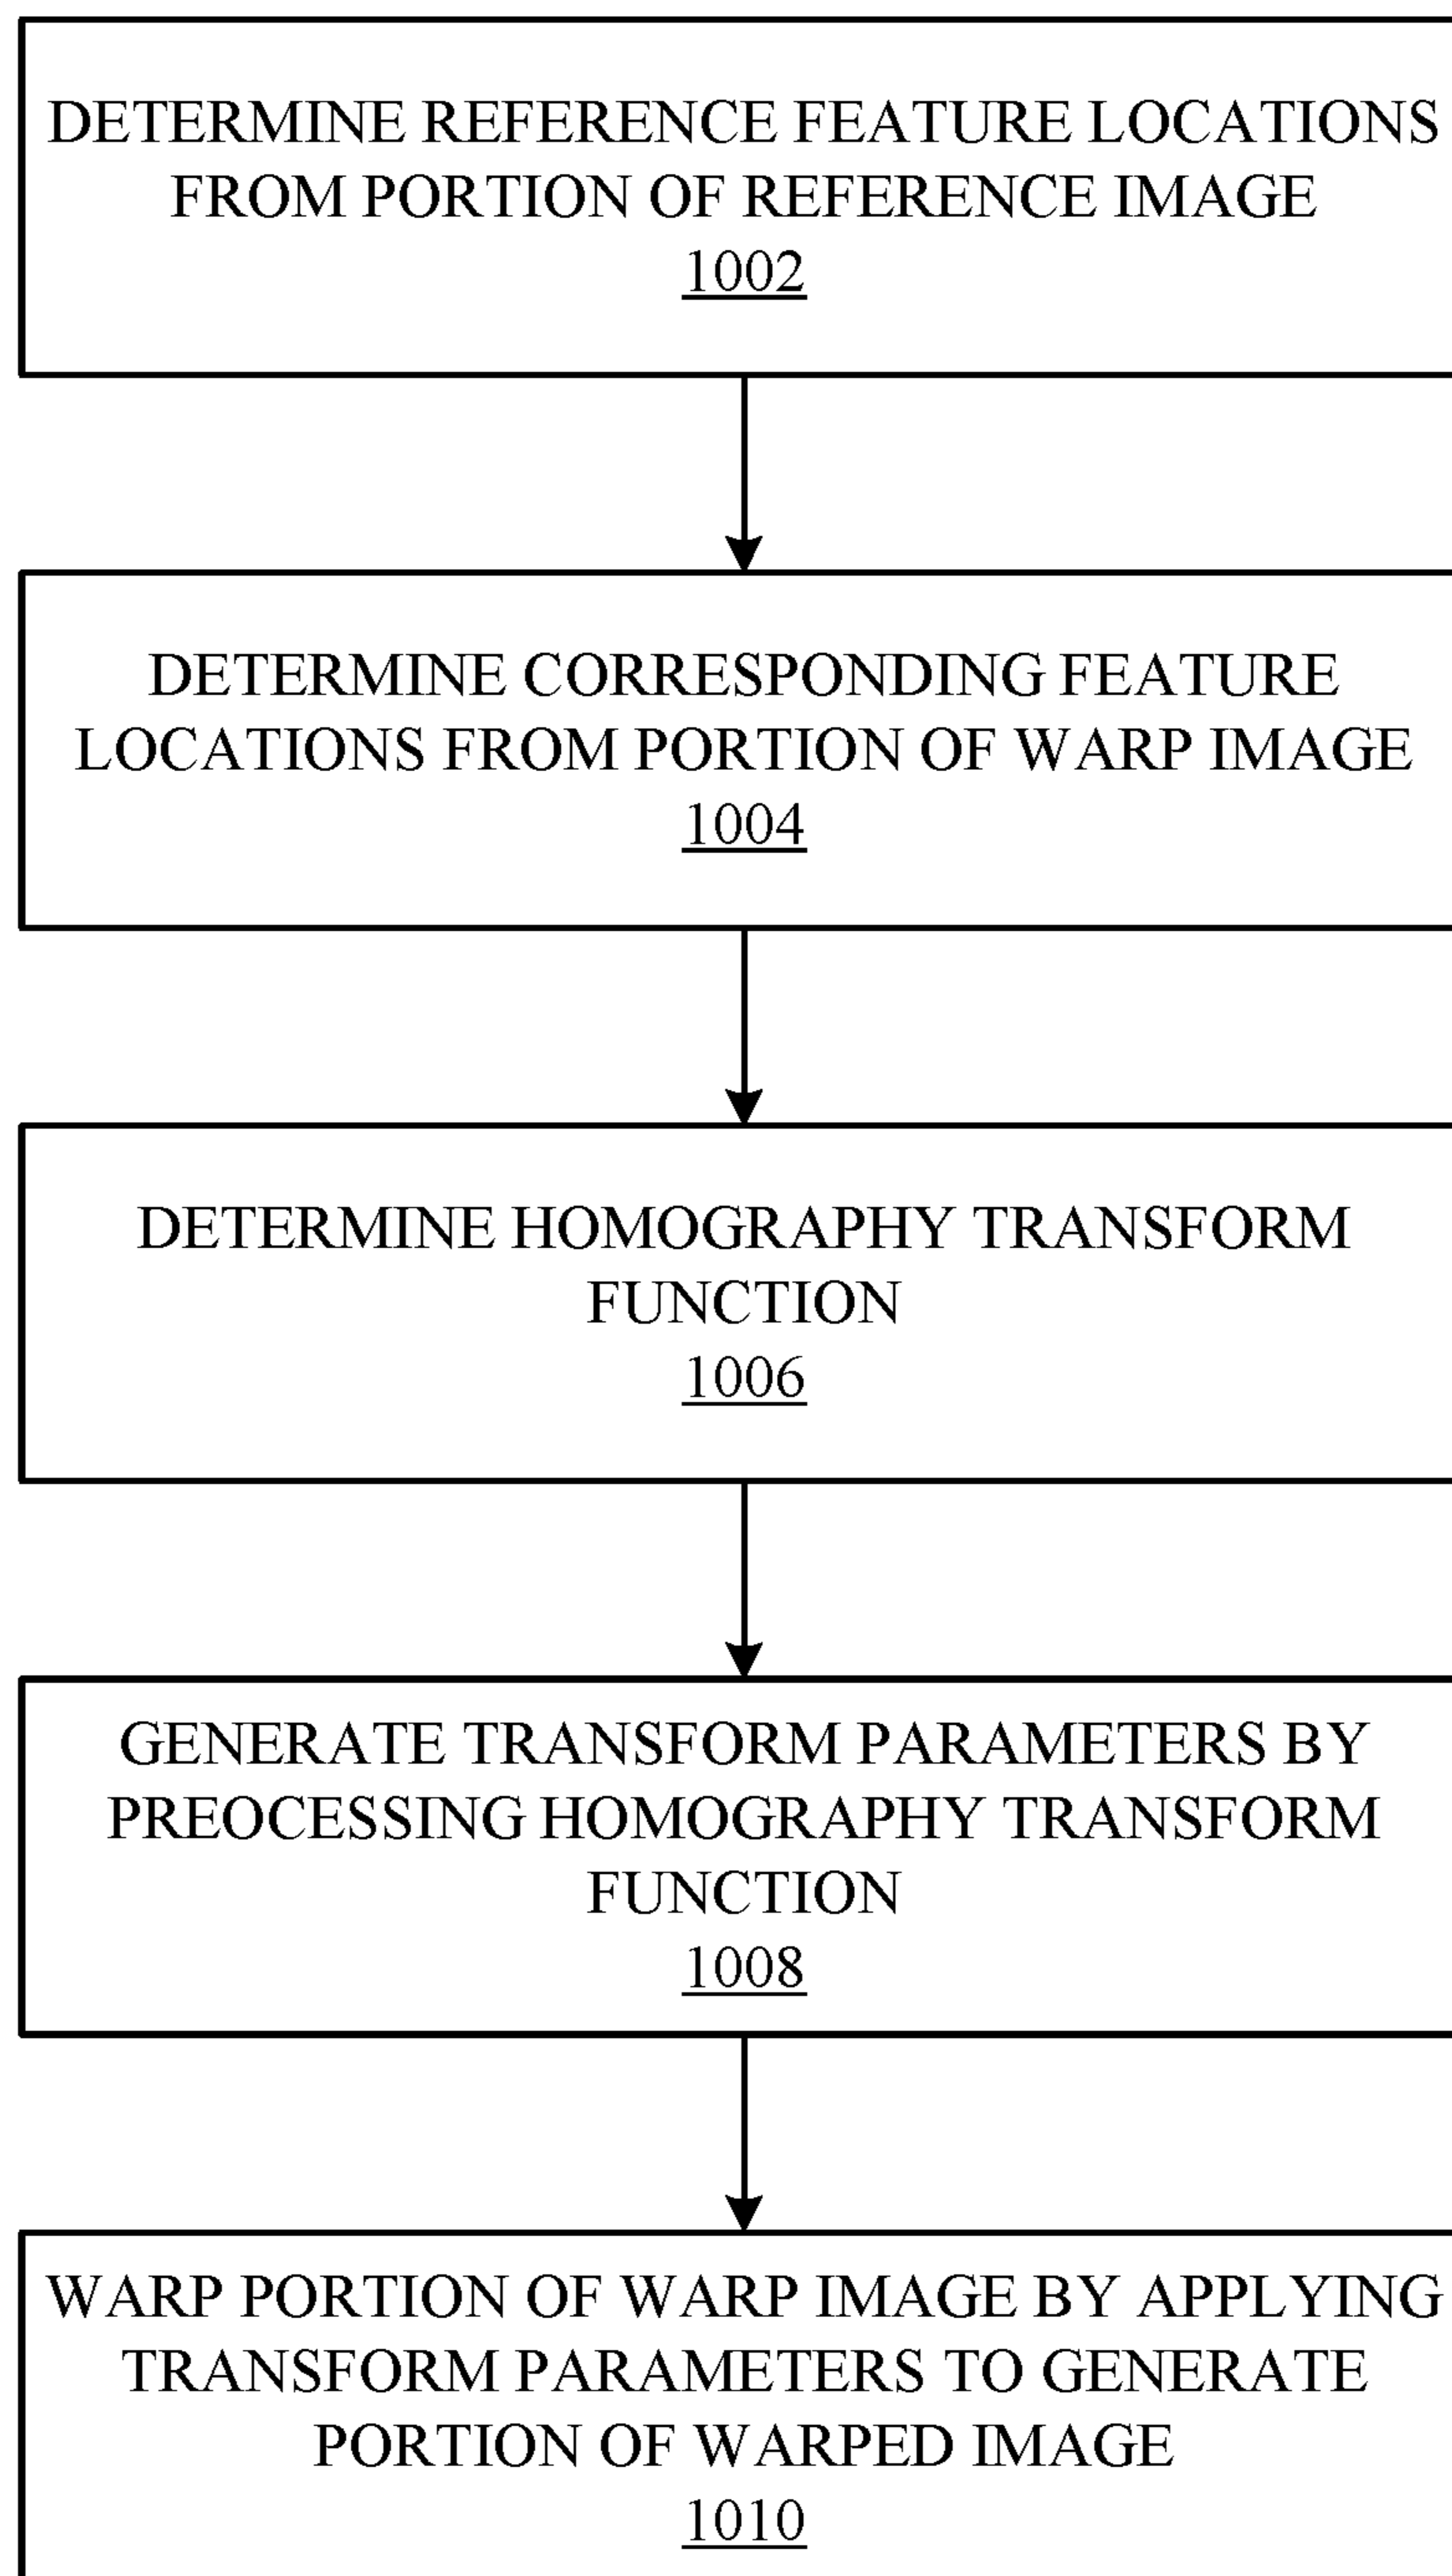 DETERMINE REFERENCE FEATURE LOCATIONS
FROM PORTION OF REFERENCE IMAGE
1002
DETERMINE CORRESPONDING FEATURE
LOCATIONS FROM PORTION OF WARP IMAGE
1004
DETERMINE HOMOGRAPHY TRANSFORM
FUNCTION
1006
GENERATE TRANSFORM PARAMETERS BY
PREOCESSING HOMOGRAPHY TRANSFORM
FUNCTION
1008
WARP PORTION OF WARP IMAGE BY APPLYING
TRANSFORM PARAMETERS TO GENERATE
PORTION OF WARPED IMAGE
1010